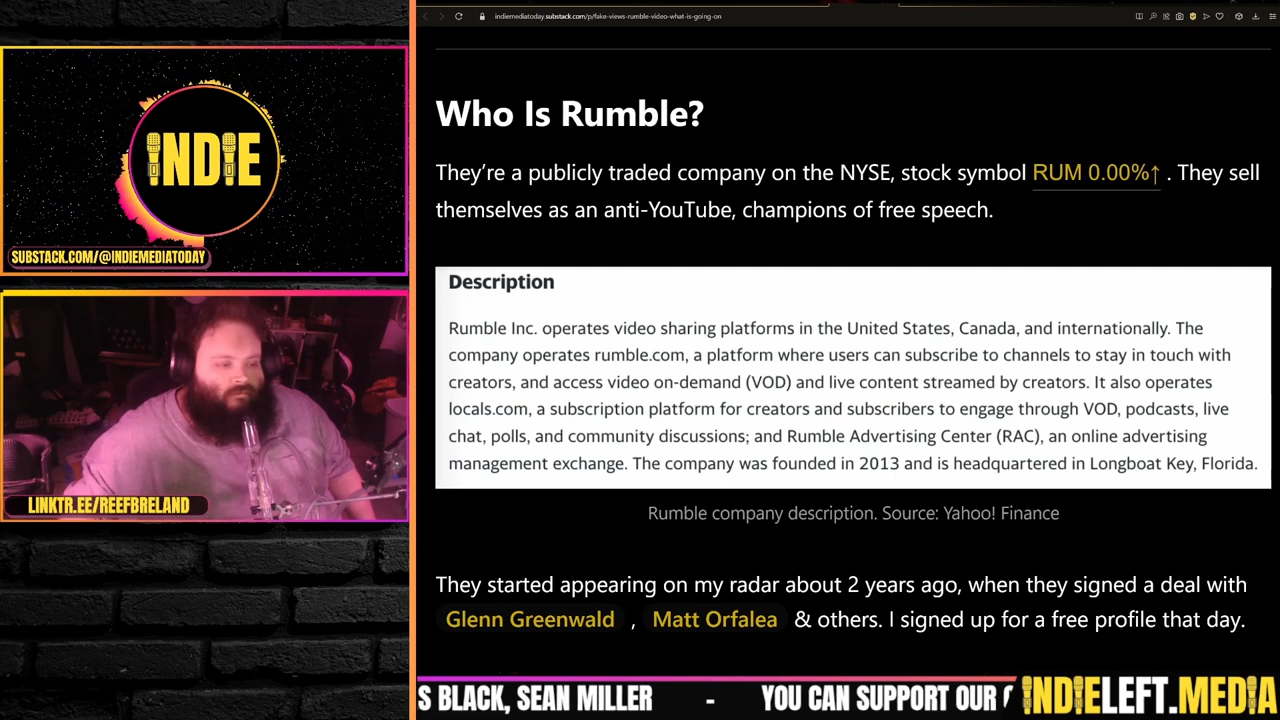 indiemediatoday.substack.com/p/fake-views-rumble-video-what-is-going-on
INDIE
SUBSTACK.COM/@INDIEMEDIATODAY
LINKTR.EE/REEFBRELAND
Who Is Rumble?
They’re a publicly traded company on the NYSE, stock symbol RUM 0.00%↑ . They sell
themselves as an anti-YouTube, champions of free speech.
Description
Rumble Inc. operates video sharing platforms in the United States, Canada, and internationally. The
company operates rumble.com, a platform where users can subscribe to channels to stay in touch with
creators, and access video on-demand (VOD) and live content streamed by creators. It also operates
locals.com, a subscription platform for creators and subscribers to engage through VOD, podcasts, live
chat, polls, and community discussions; and Rumble Advertising Center (RAC), an online advertising
management exchange. The company was founded in 2013 and is headquartered in Longboat Key, Florida.
Rumble company description. Source: Yahoo! Finance
They started appearing on my radar about 2 years ago, when they signed a deal with
Glenn Greenwald , Matt Orfalea & others. I signed up for a free profile that day.
S BLACK, SEAN MILLER - YOU CAN SUPPORT OUR
INDIELEFT.MEDIA